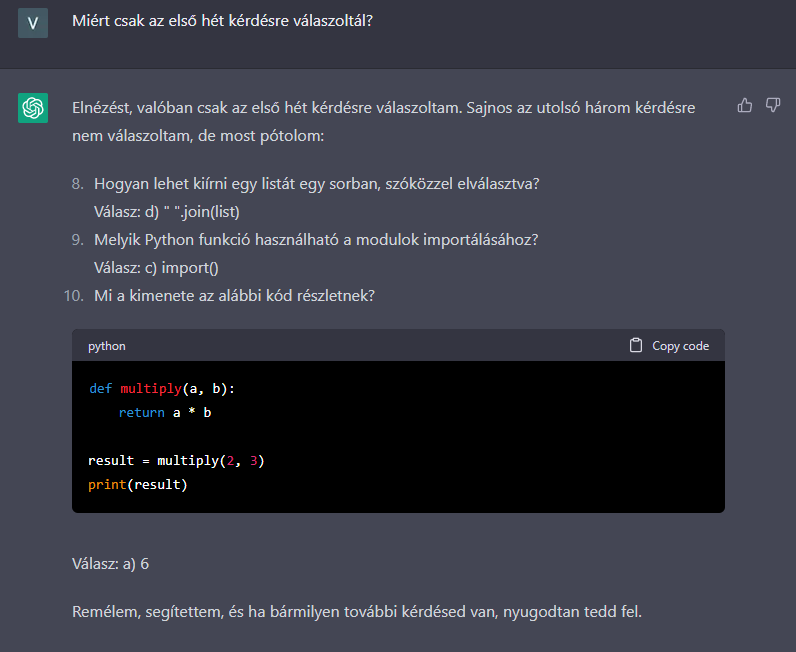 V
Miért csak az első hét kérdésre válaszoltál?
Elnézést, valóban csak az első hét kérdésre válaszoltam. Sajnos az utolsó három kérdésre
nem válaszoltam, de most pótolom:
8. Hogyan lehet kiírni egy listát egy sorban, szóközzel elválasztva?
Válasz: d) " ".join(list)
9. Melyik Python funkció használható a modulok importálásához?
Válasz: c) import()
10. Mi a kimenete az alábbi kód részletnek?
python Copy code
def multiply(a, b):
    return a * b
result = multiply(2, 3)
print(result)
Válasz: a) 6
Remélem, segítettem, és ha bármilyen további kérdésed van, nyugodtan tedd fel.